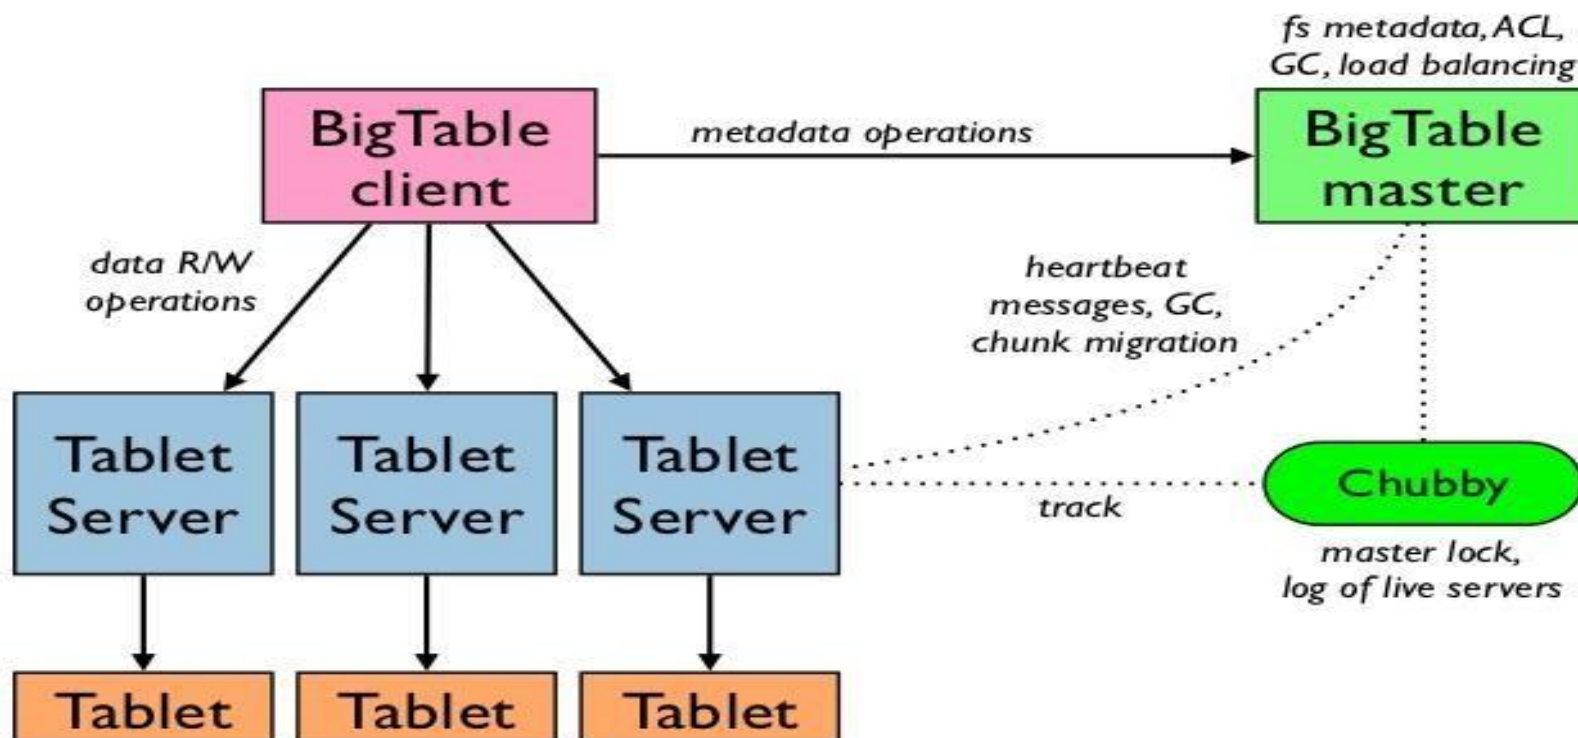 fs metadata, ACL,
GC, load balancing
BigTable
client
metadata operations
BigTable
master
data R/W
operations
heartbeat
messages, GC,
chunk migration
Tablet
Server
Tablet
Server
Tablet
Server
track
Chubby
master lock,
log of live servers
Tablet
Tablet
Tablet